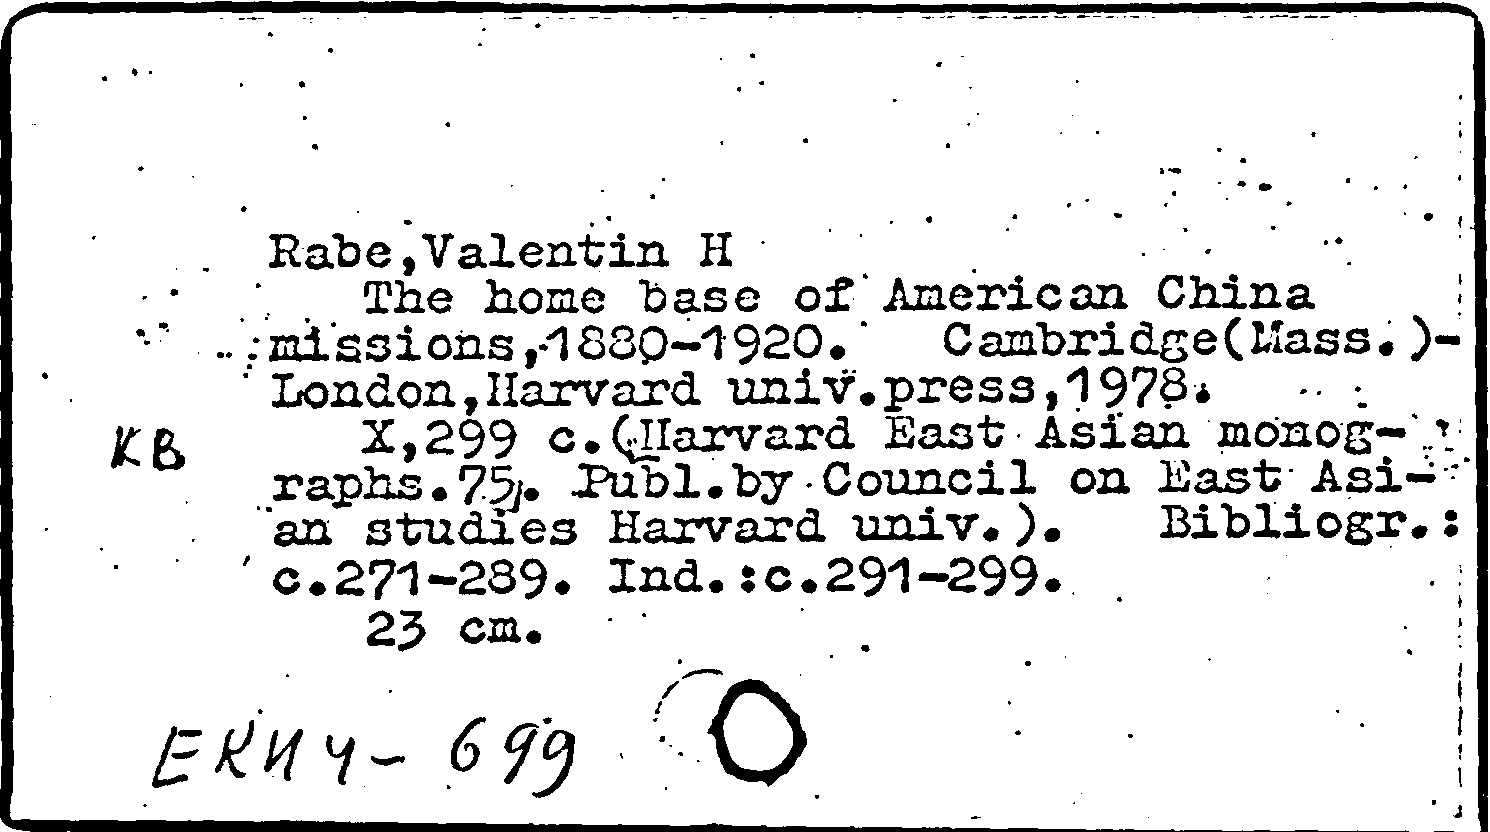 Rabe,Valentin H
The home base of American China
missions,1880-1920. Cambridge(Mass.)-
London,Harvard univ.press,1978.
X,299 c.(Harvard East Asian monog-
KB
raphs.75,. Publ.by Council on East Asi-
an studies Harvard univ.). Bibliogr.:
c.271-289. Ind.:c.291-299.
23 cm.
ЕКИЧ- 699